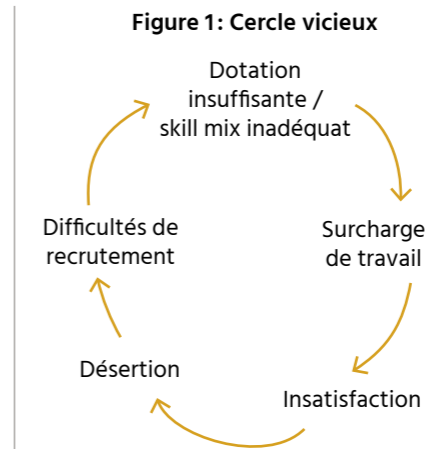 Figure 1: Cercle vicieux
Dotation
insuffisante /
skill mix inadéquat
Surcharge
de travail
Insatisfaction
Désertion
Difficultés de
recrutement